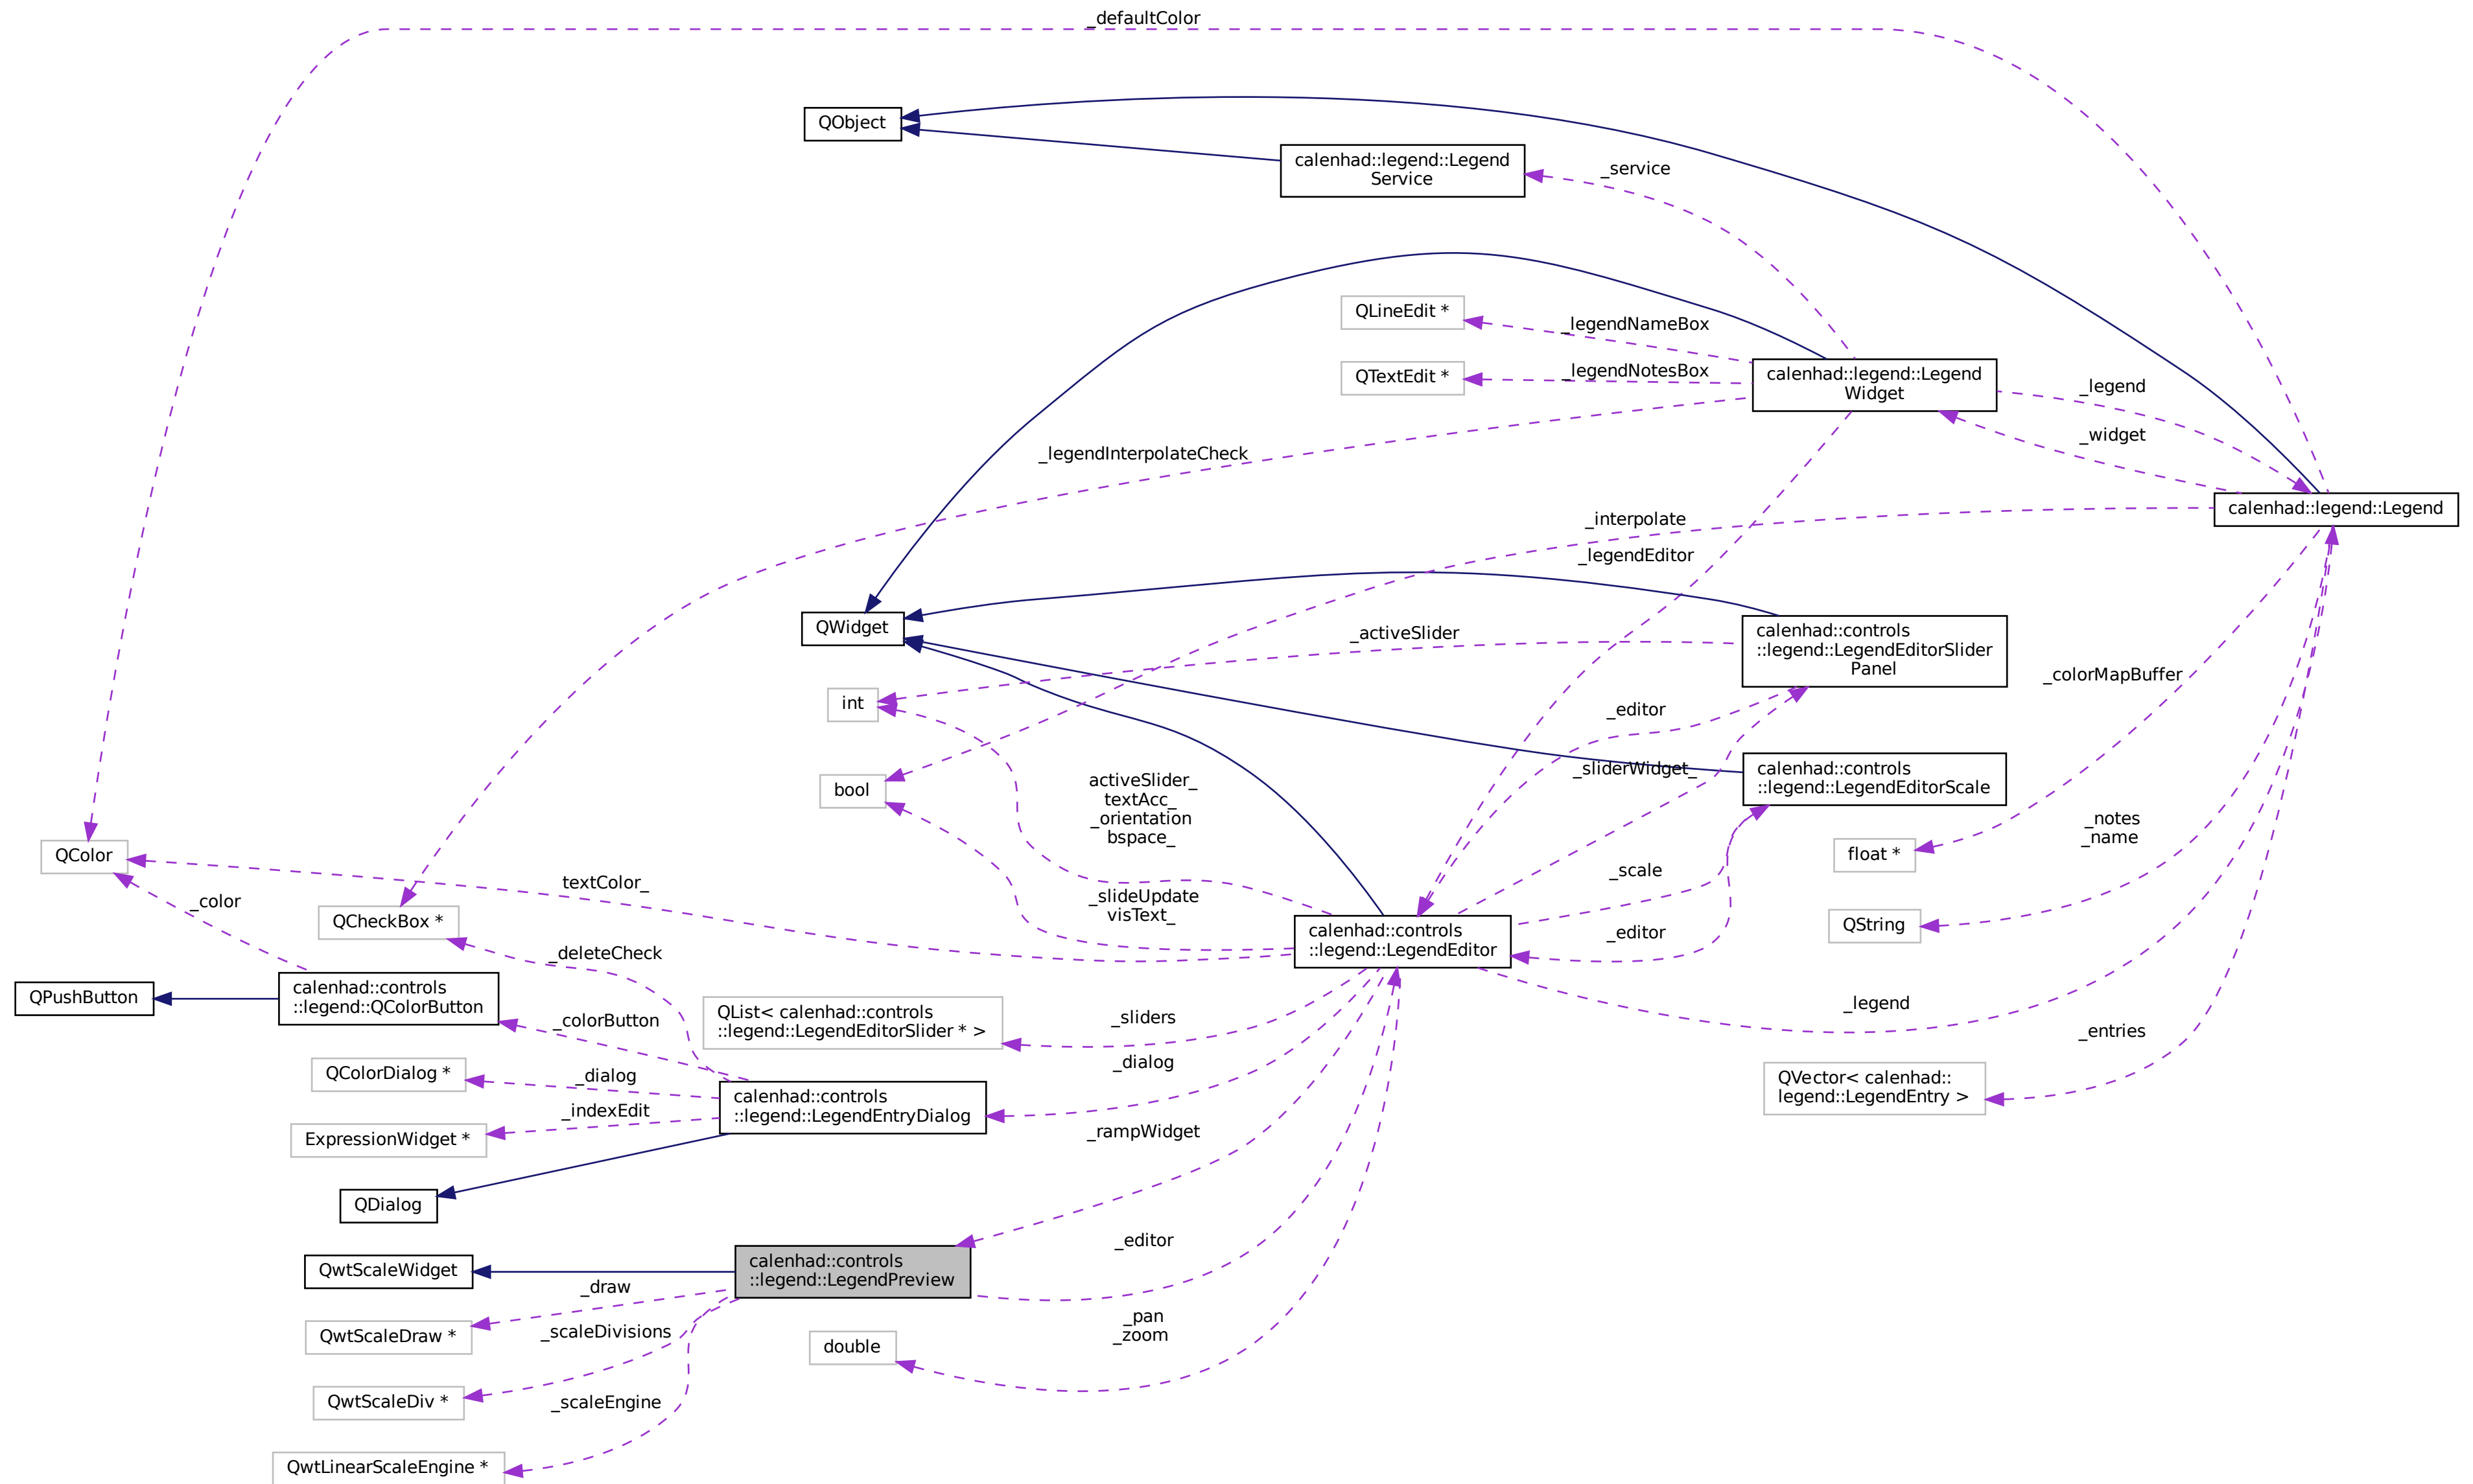 _defaultColor
QObject
calenhad::legend::Legend
Service
_service
QLineEdit *
_legendNameBox
QTextEdit *
_legendNotesBox
calenhad::legend::Legend
Widget
_legend
_widget
_legendInterpolateCheck
calenhad::legend::Legend
_interpolate
_legendEditor
QWidget
_activeSlider
calenhad::controls
::legend::LegendEditorSlider
Panel
int
_colorMapBuffer
_editor
bool
activeSlider_
textAcc_
_orientation
bspace_
_sliderWidget_
calenhad::controls
::legend::LegendEditorScale
_notes
_name
float *
QColor
textColor_
_scale
_color
QCheckBox *
_slideUpdate
visText_
calenhad::controls
::legend::LegendEditor
_editor
QString
_deleteCheck
QPushButton
calenhad::controls
::legend::QColorButton
_colorButton
QList< calenhad::controls
::legend::LegendEditorSlider * >
_sliders
_legend
_entries
QColorDialog *
_dialog
calenhad::controls
::legend::LegendEntryDialog
_dialog
QVector< calenhad::
legend::LegendEntry >
_indexEdit
ExpressionWidget *
_rampWidget
QDialog
QwtScaleWidget
calenhad::controls
::legend::LegendPreview
_editor
_draw
QwtScaleDraw *
_scaleDivisions
double
_pan
_zoom
QwtScaleDiv *
_scaleEngine
QwtLinearScaleEngine *